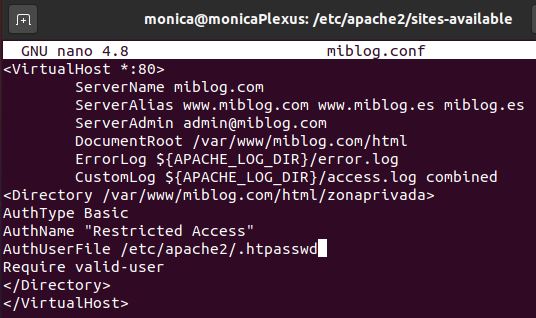 monica@monicaPlexus: /etc/apache2/sites-available
GNU nano 4.8 miblog.conf
<VirtualHost *:80>
ServerName miblog.com
ServerAlias www.miblog.com www.miblog.es miblog.es
ServerAdmin admin@miblog.com
DocumentRoot /var/www/miblog.com/html
ErrorLog ${APACHE_LOG_DIR}/error.log
CustomLog ${APACHE_LOG_DIR}/access.log combined
<Directory /var/www/miblog.com/html/zonaprivada>
AuthType Basic
AuthName "Restricted Access"
AuthUserFile /etc/apache2/.htpasswd
Require valid-user
</Directory>
</VirtualHost>